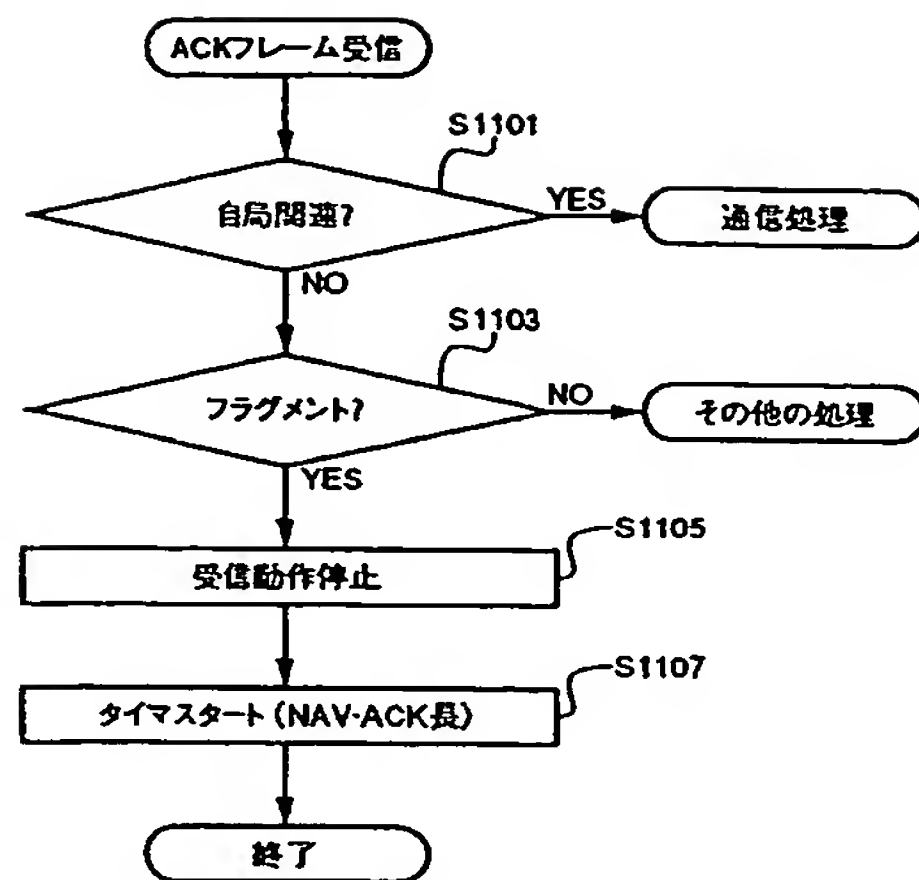 ACKフレーム受信
S1101
自局関連?
YES
通信処理
NO
S1103
フラグメント?
NO
その他の処理
YES
S1105
受信動作停止
S1107
タイマスタート(NAV-ACK長)
終了